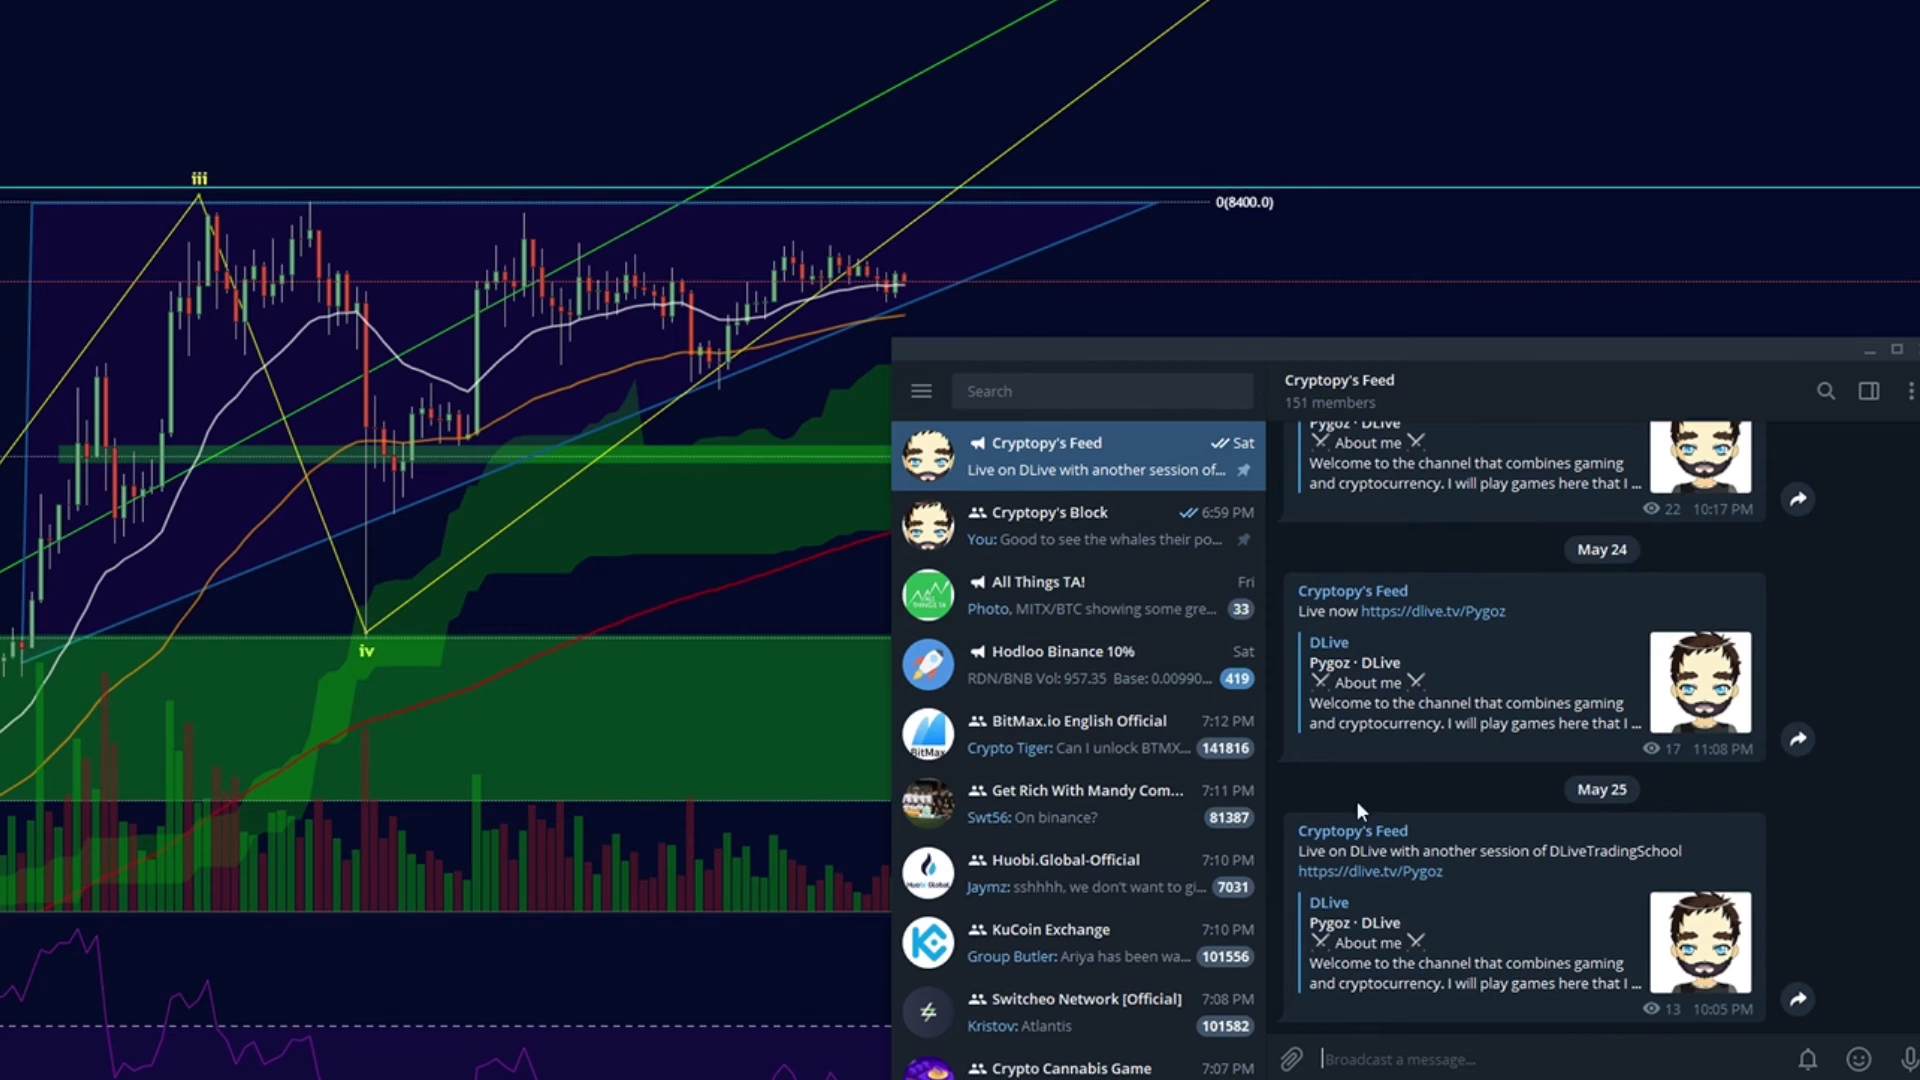 iii
0(8400.0)
iv
Search
Cryptopy's Feed
Sat
Live on DLive with another session of...
Cryptopy's Block
6:59 PM
You: Good to see the whales their po...
All Things TA!
Fri
Photo, MITX/BTC showing some gre...
33
ALL
THINGS TA
Hodloo Binance 10%
Sat
RDN/BNB Vol: 957.35 Base: 0.00990...
419
BitMax.io English Official
7:12 PM
Crypto Tiger: Can I unlock BTMX...
141816
BitMax
Get Rich With Mandy Com...
7:11 PM
Swt56: On binance?
81387
Huobi.Global-Official
7:10 PM
Jaymz: sshhhh, we don't want to gi...
7031
Huobi Global
KuCoin Exchange
7:10 PM
Group Butler: Ariya has been wa...
101556
Switcheo Network [Official]
7:08 PM
Kristov: Atlantis
101582
Crypto Cannabis Game
7:07 PM
Cryptopy's Feed
151 members
Pygoz · DLive
⚔ About me ⚔
Welcome to the channel that combines gaming
and cryptocurrency. I will play games here that I ...
22 10:17 PM
May 24
Cryptopy's Feed
Live now https://dlive.tv/Pygoz
DLive
Pygoz · DLive
⚔ About me ⚔
Welcome to the channel that combines gaming
and cryptocurrency. I will play games here that I ...
17 11:08 PM
May 25
Cryptopy's Feed
Live on DLive with another session of DLiveTradingSchool
https://dlive.tv/Pygoz
DLive
Pygoz · DLive
⚔ About me ⚔
Welcome to the channel that combines gaming
and cryptocurrency. I will play games here that I ...
13 10:05 PM
Broadcast a message...